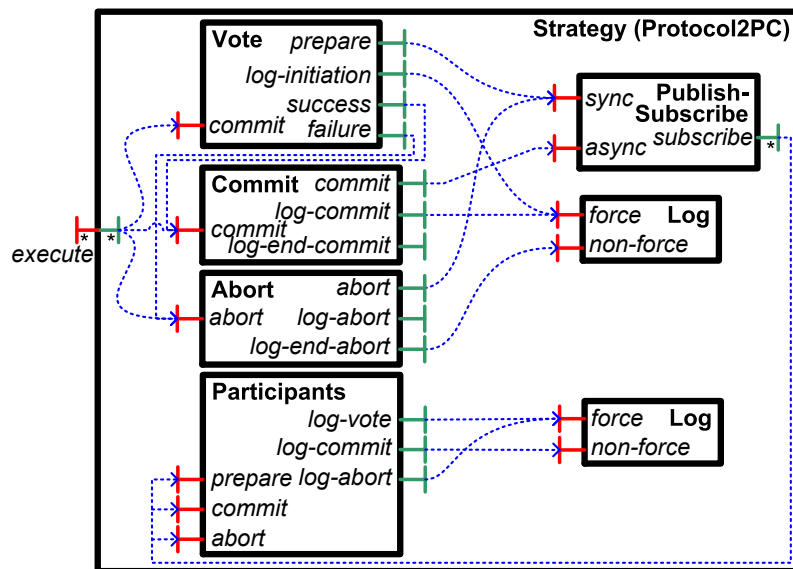 Strategy (Protocol2PC)
Vote
prepare
log-initiation
success
failure
commit
Publish-
Subscribe
sync
subscribe
async
*
Commit
commit
log-commit
commit
log-end-commit
execute
*
*
force
Log
non-force
Abort
abort
abort
log-abort
log-end-abort
Participants
log-vote
log-commit
log-abort
prepare
commit
abort
force
Log
non-force